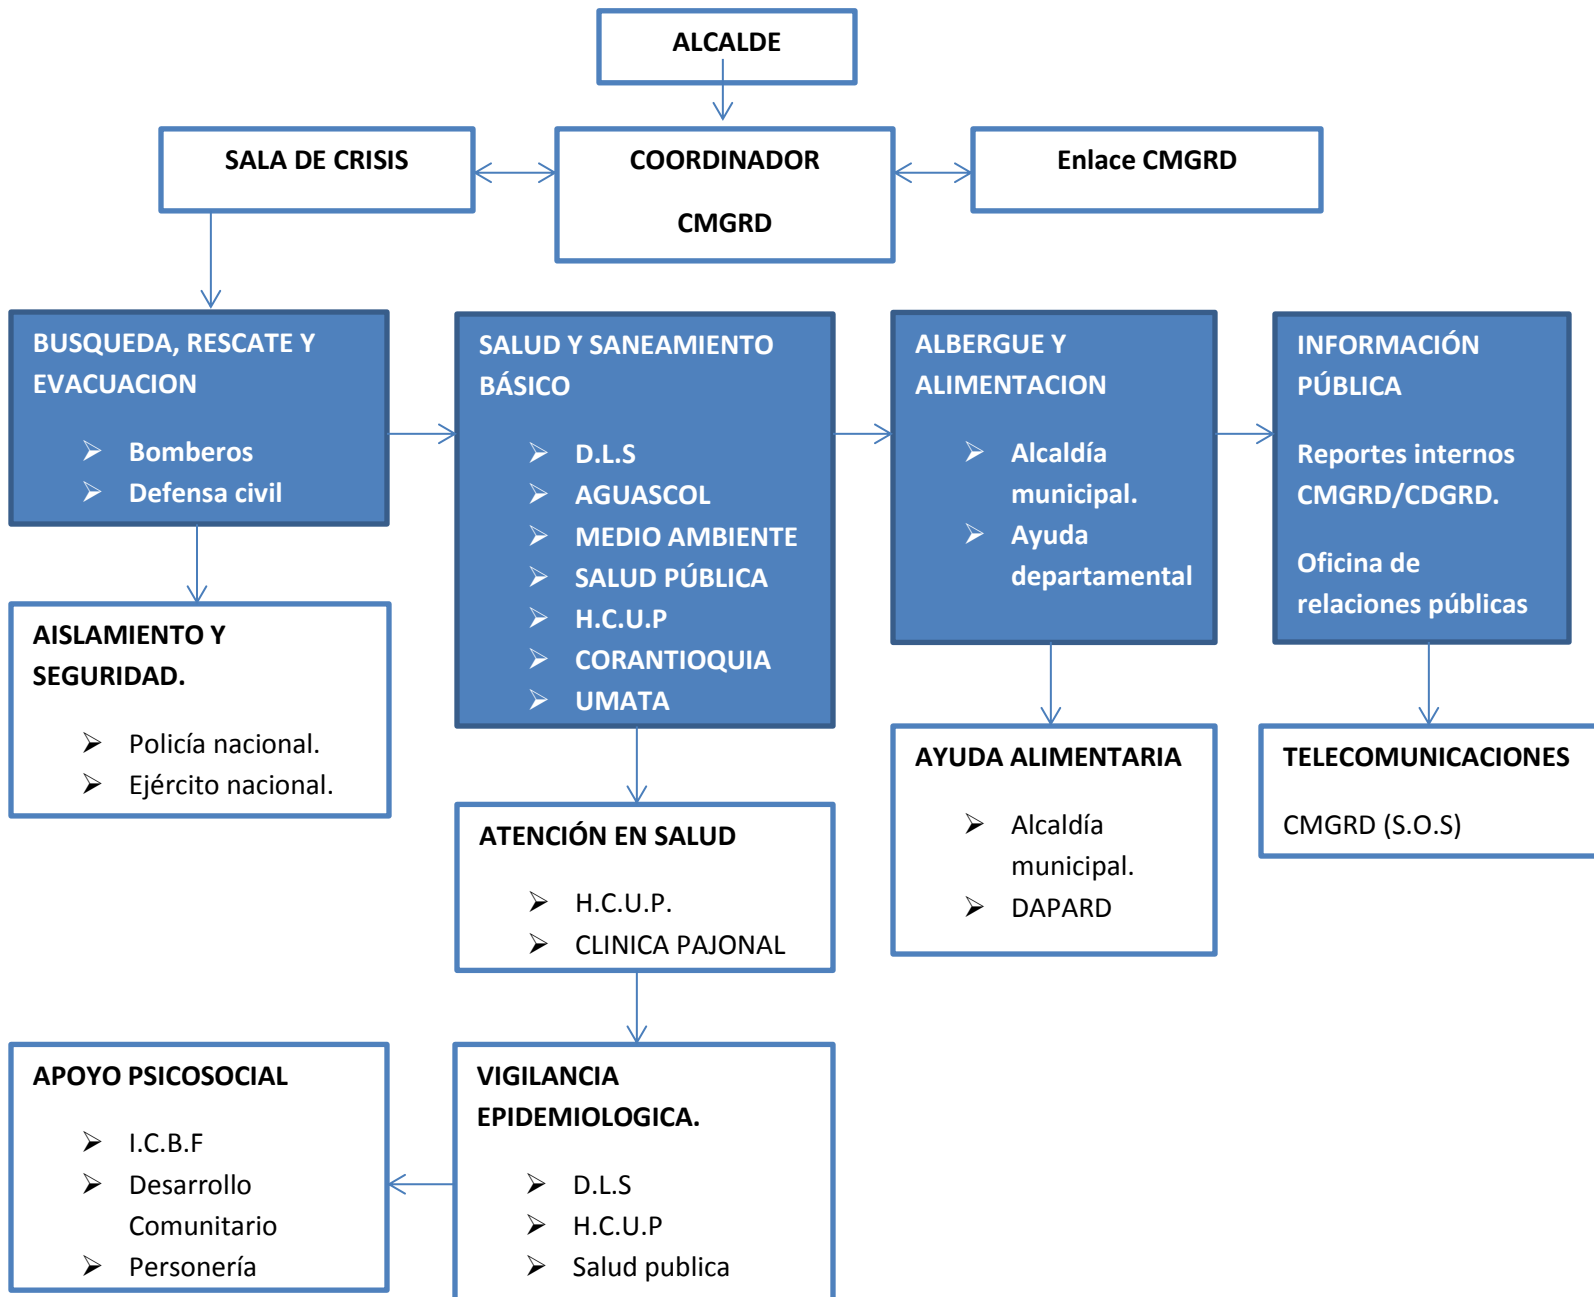 ALCALDE
SALA DE CRISIS
COORDINADOR
CMGRD
Enlace CMGRD
BUSQUEDA, RESCATE Y
EVACUACION
Bomberos
Defensa civil
SALUD Y SANEAMIENTO
BÁSICO
D.L.S
AGUASCOL
MEDIO AMBIENTE
SALUD PÚBLICA
H.C.U.P
CORANTIOQUIA
UMATA
ALBERGUE Y
ALIMENTACION
Alcaldía
municipal.
Ayuda
departamental
INFORMACIÓN
PÚBLICA
Reportes internos
CMGRD/CDGRD.
Oficina de
relaciones públicas
AISLAMIENTO Y
SEGURIDAD.
Policía nacional.
Ejército nacional.
ATENCIÓN EN SALUD
H.C.U.P.
CLINICA PAJONAL
AYUDA ALIMENTARIA
Alcaldía
municipal.
DAPARD
TELECOMUNICACIONES
CMGRD (S.O.S)
APOYO PSICOSOCIAL
I.C.B.F
Desarrollo
Comunitario
Personería
VIGILANCIA
EPIDEMIOLOGICA.
D.L.S
H.C.U.P
Salud publica